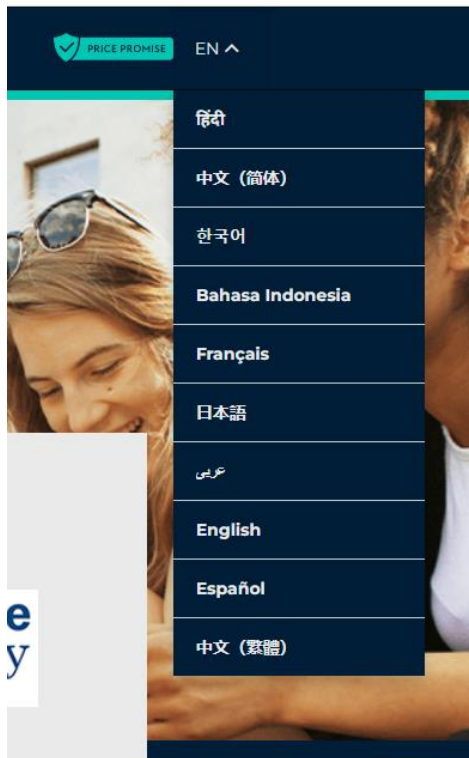 PRICE PROMISE
EN
हिंदी
中文 (简体)
한국어
Bahasa Indonesia
Français
日本語
عربى
English
Español
中文 (繁體)
e
y